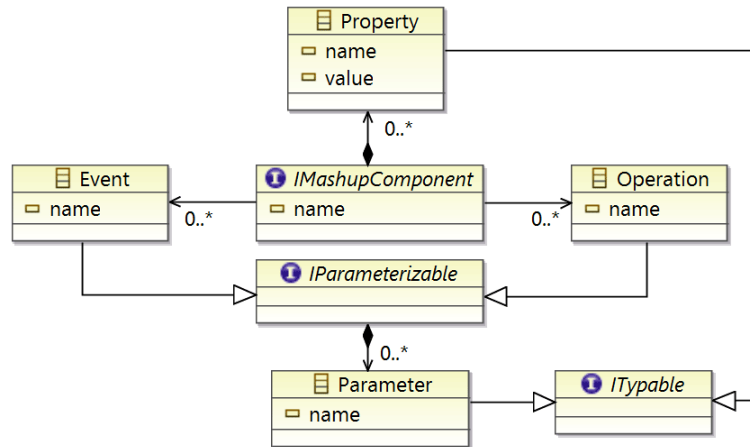 Property
name
value
0..*
Event
name
0..*
I IMashupComponent
name
0..*
Operation
name
I IParameterizable
0..*
Parameter
name
I ITypable